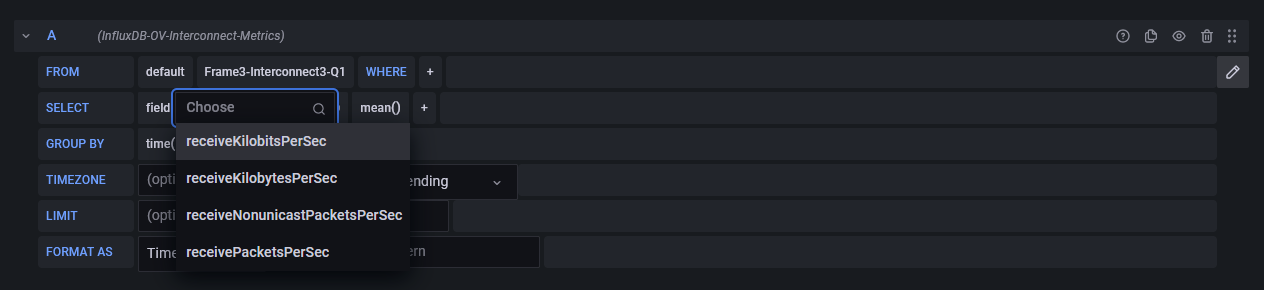 A (InfluxDB-OV-Interconnect-Metrics)
FROM default Frame3-Interconnect3-Q1 WHERE +
SELECT field Choose mean() +
receiveKilobitsPerSec
GROUP BY time(
receiveKilobytesPerSec
TIMEZONE (opti ending
receiveNonunicastPacketsPerSec
LIMIT (opti
receivePacketsPerSec
FORMAT AS Time ern